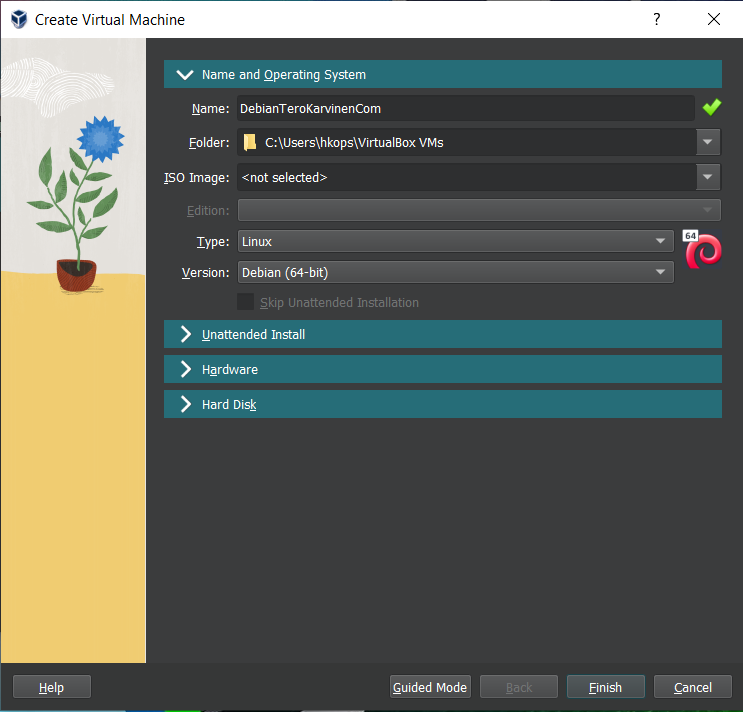 Create Virtual Machine
?
Name and Operating System
Name: DebianTeroKarvinenCom
Folder: C:\Users\hkops\VirtualBox VMs
ISO Image: <not selected>
Edition:
Type: Linux
64
Version: Debian (64-bit)
Skip Unattended Installation
Unattended Install
Hardware
Hard Disk
Help Guided Mode Back Finish Cancel